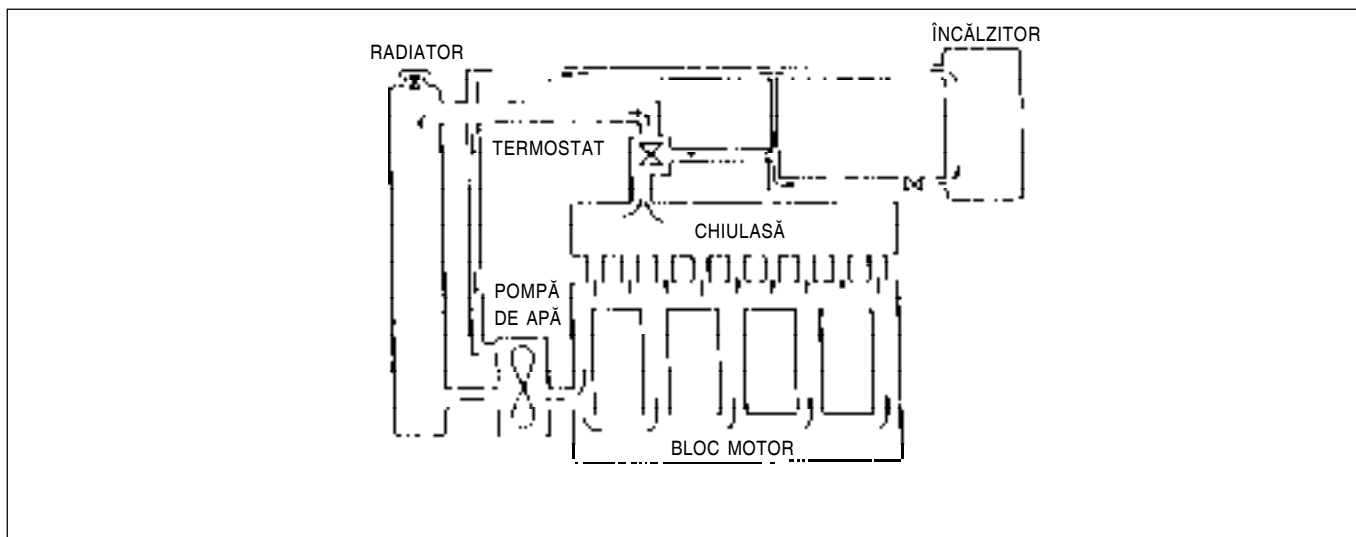 ÎNCĂLZITOR
RADIATOR
TERMOSTAT
CHIULASĂ
POMPĂ
DE APĂ
BLOC MOTOR